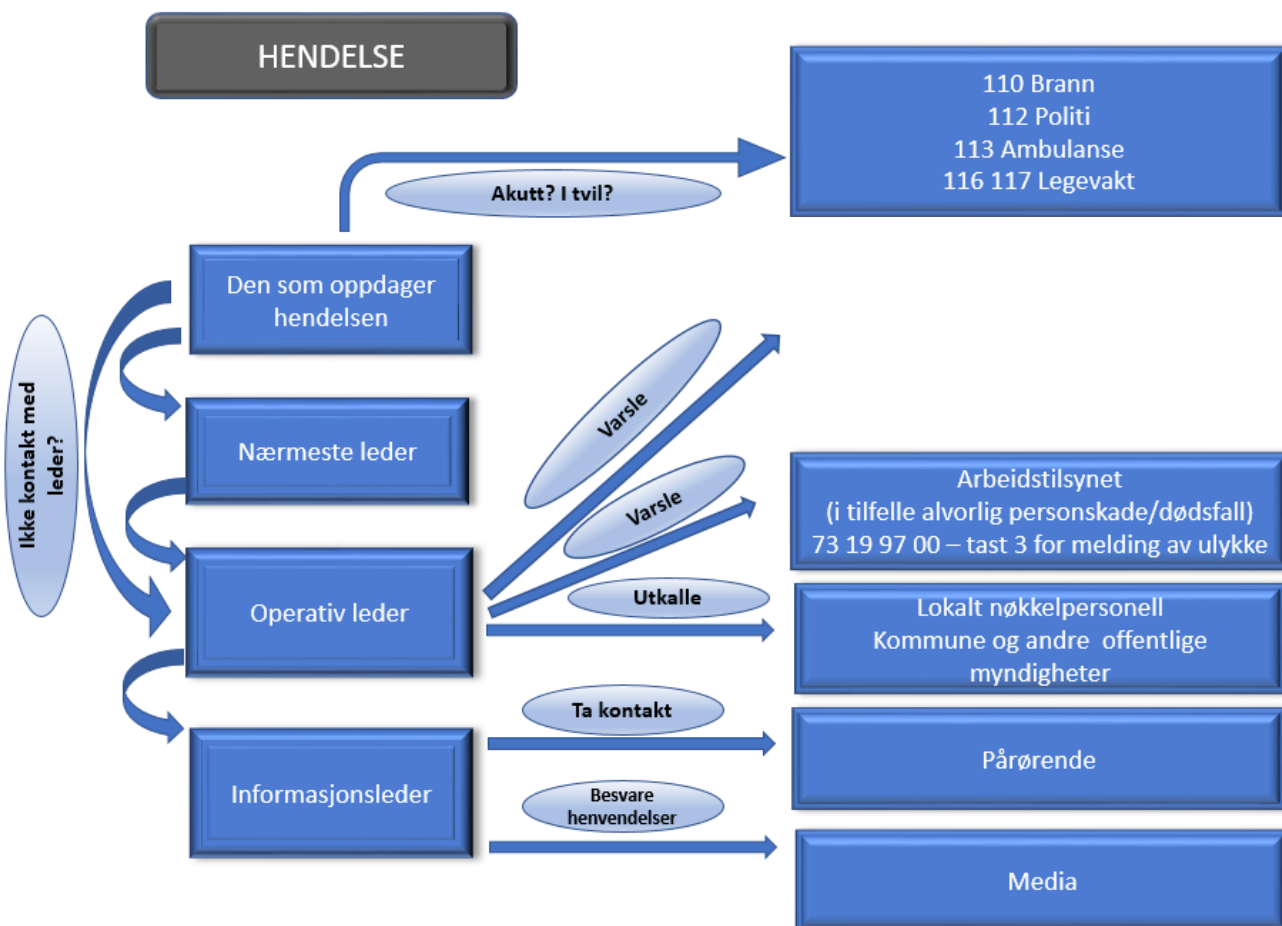 HENDELSE
110 Brann
112 Politi
113 Ambulanse
116 117 Legevakt
Akutt? I tvil?
Den som oppdager
hendelsen
Ikke kontakt med
leder?
Nærmeste leder
Varsle
Varsle
Arbeidstilsynet
(i tilfelle alvorlig personskade/dødsfall)
73 19 97 00 – tast 3 for melding av ulykke
Operativ leder
Utkalle
Lokalt nøkkelpersonell
Kommune og andre offentlige
myndigheter
Ta kontakt
Pårørende
Informasjonsleder
Besvare
henvendelser
Media